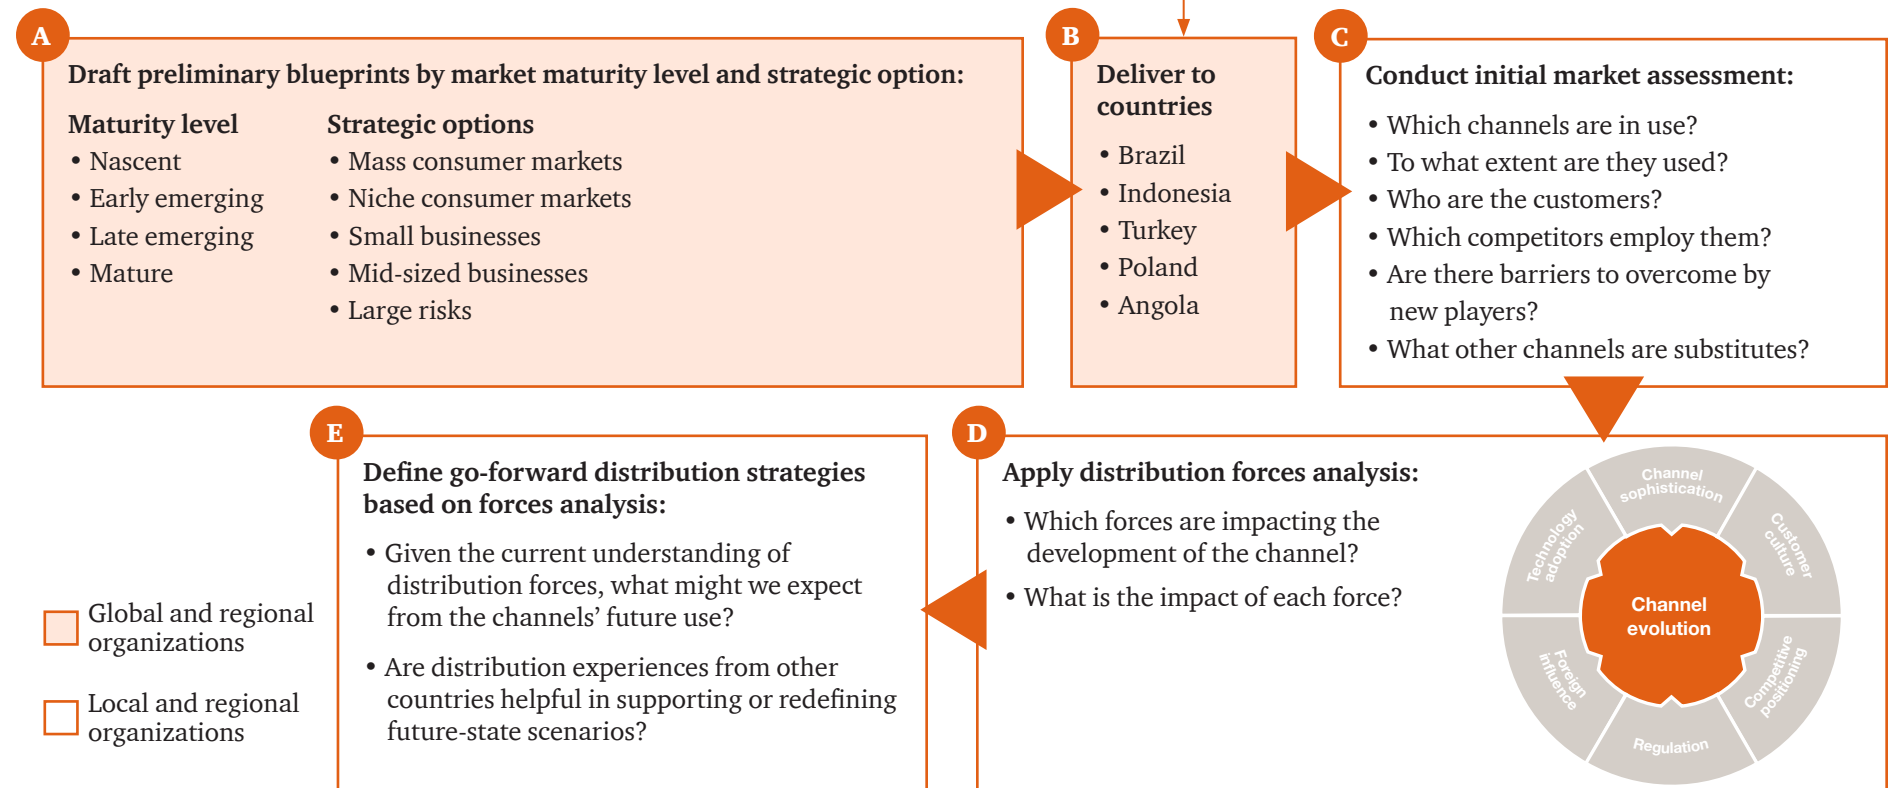 A
Draft preliminary blueprints by market maturity level and strategic option:
Maturity level
• Nascent
• Early emerging
• Late emerging
• Mature
Strategic options
• Mass consumer markets
• Niche consumer markets
• Small businesses
• Mid-sized businesses
• Large risks
B
Deliver to
countries
• Brazil
• Indonesia
• Turkey
• Poland
• Angola
C
Conduct initial market assessment:
• Which channels are in use?
• To what extent are they used?
• Who are the customers?
• Which competitors employ them?
• Are there barriers to overcome by
new players?
• What other channels are substitutes?
D
Apply distribution forces analysis:
• Which forces are impacting the
development of the channel?
• What is the impact of each force?
Channel
sophistication
Customer
culture
Competitive
positioning
Regulation
Foreign
influence
Technology
adoption
Channel
evolution
E
Define go-forward distribution strategies
based on forces analysis:
• Given the current understanding of
distribution forces, what might we expect
from the channels’ future use?
• Are distribution experiences from other
countries helpful in supporting or redefining
future-state scenarios?
Global and regional
organizations
Local and regional
organizations